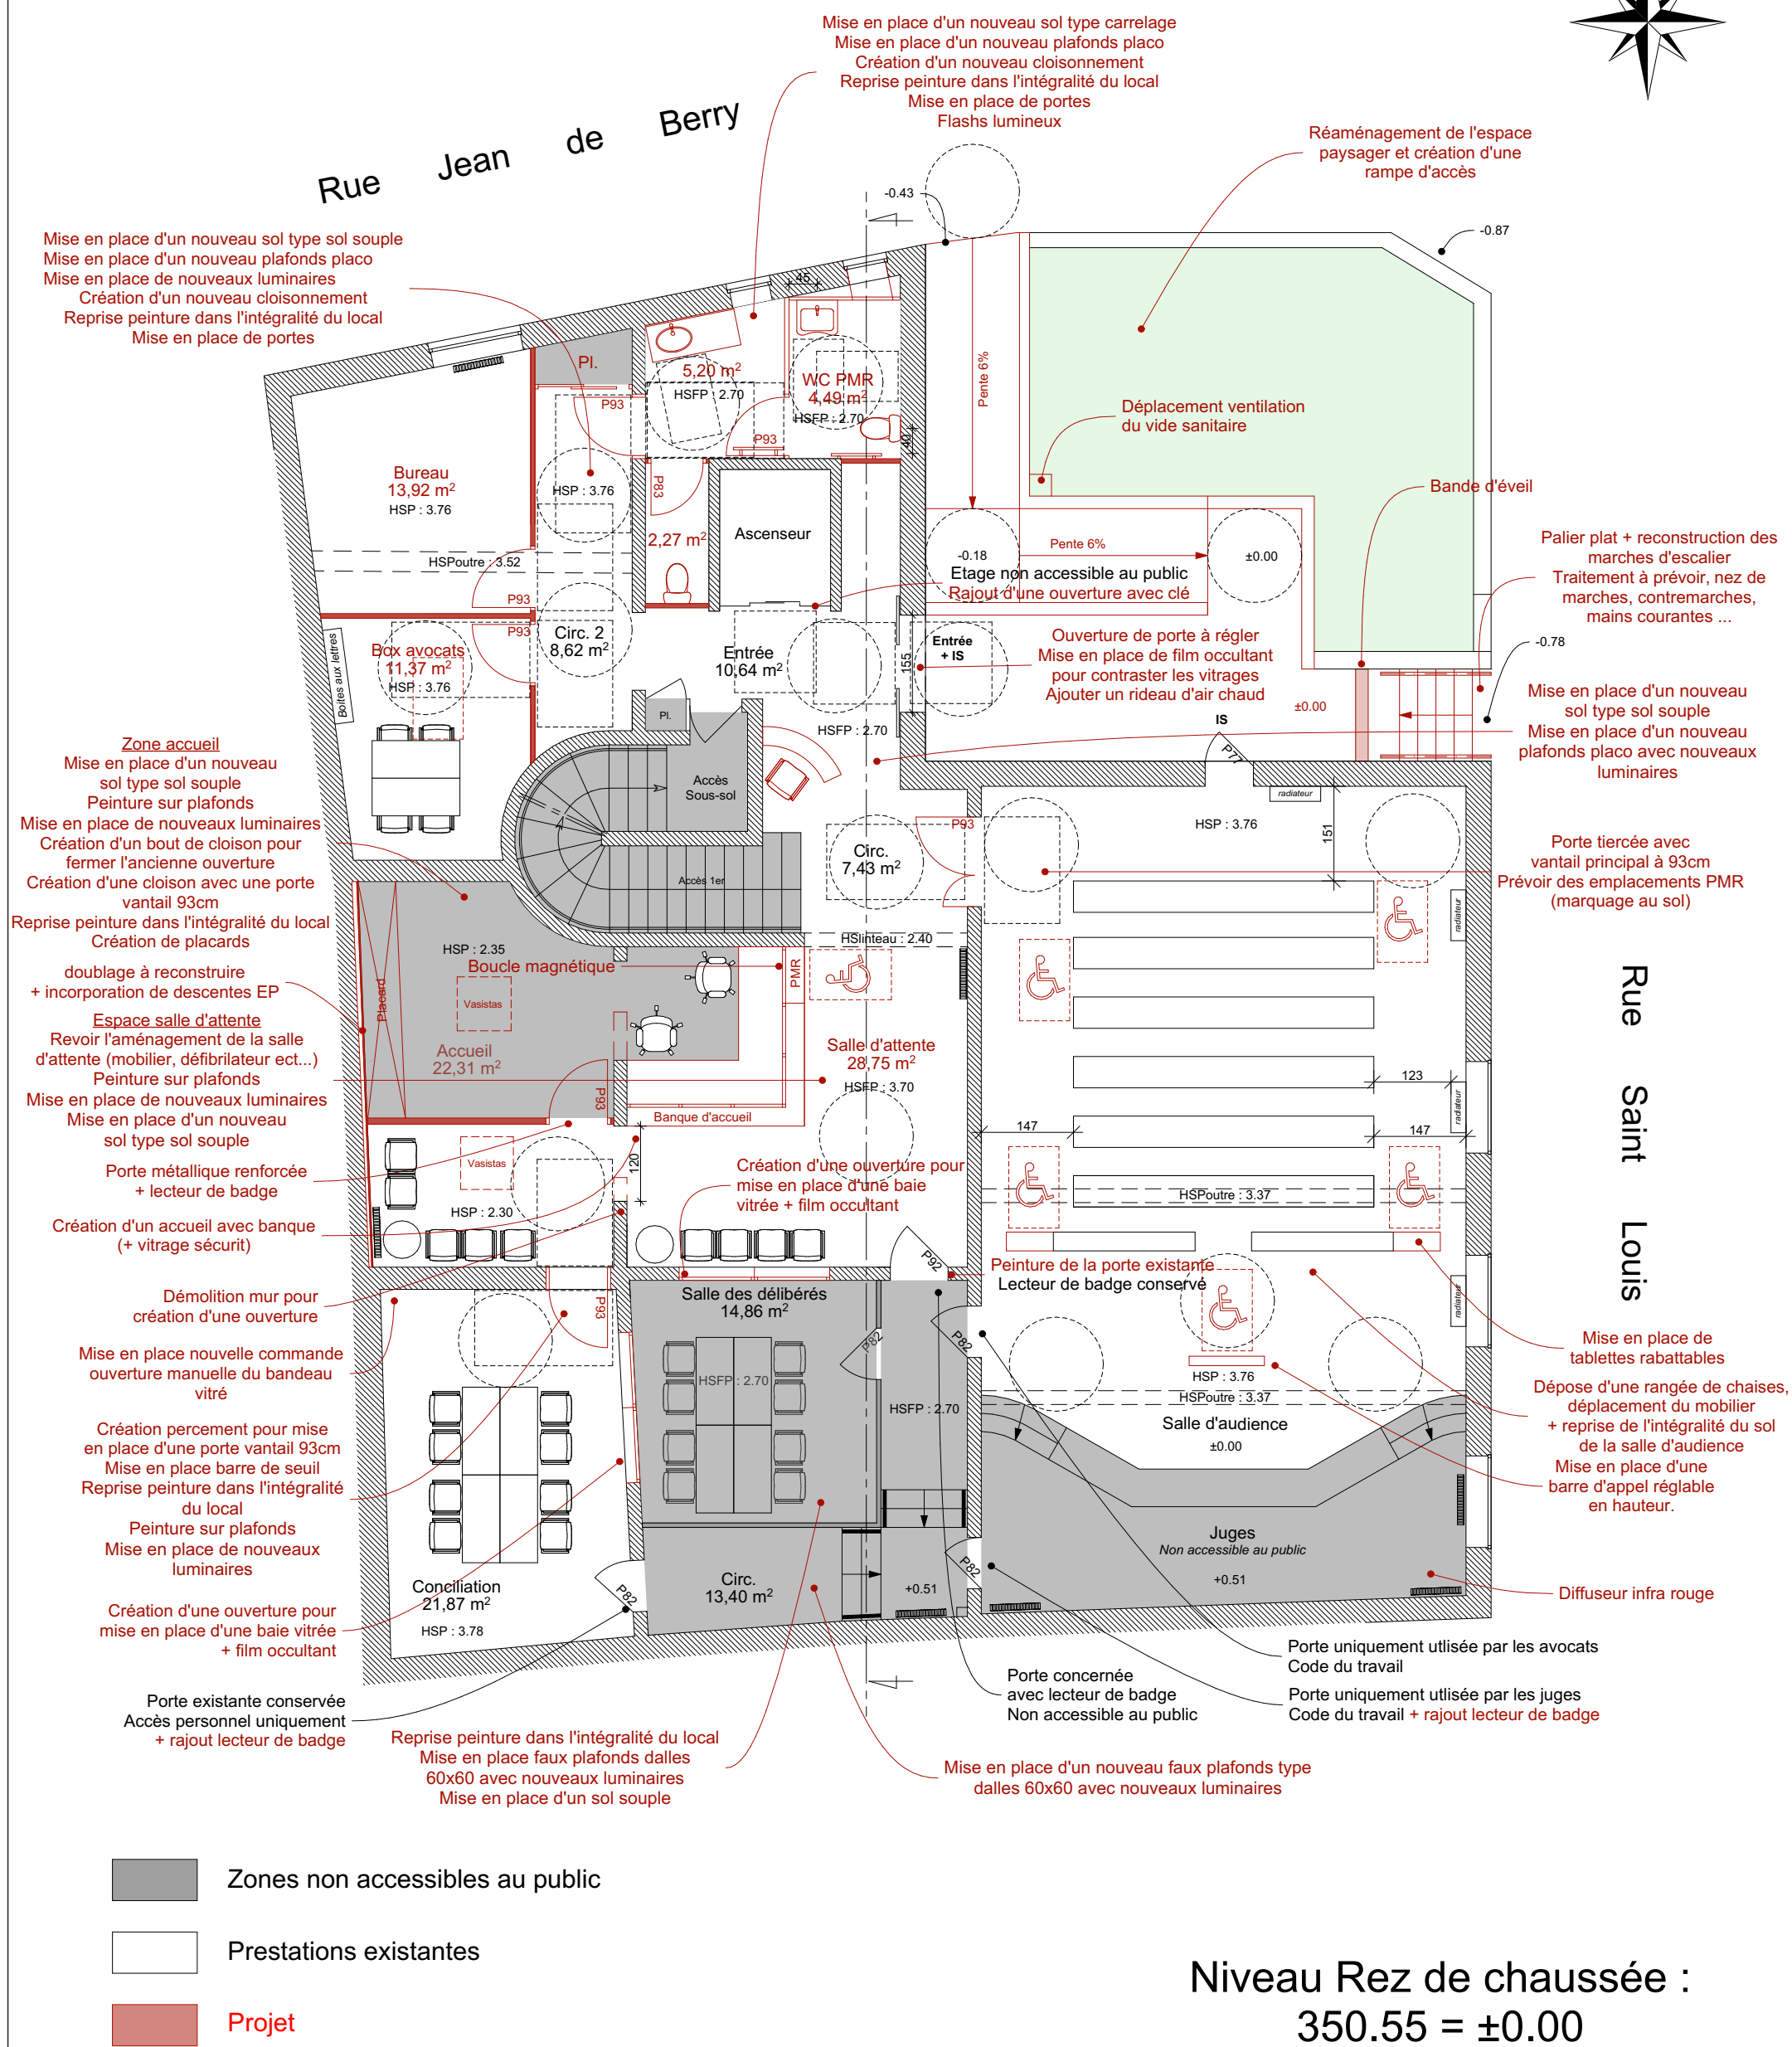 Mise en place d'un nouveau sol type carrelage
Mise en place d'un nouveau plafonds placo
Création d'un nouveau cloisonnement
Reprise peinture dans l'intégralité du local
Mise en place de portes
Flashs lumineux
Rue Jean de Berry
Réaménagement de l'espace
paysager et création d'une
rampe d'accès
-0.43
-0.87
Mise en place d'un nouveau sol type sol souple
Mise en place d'un nouveau plafonds placo
Mise en place de nouveaux luminaires
Création d'un nouveau cloisonnement
Reprise peinture dans l'intégralité du local
Mise en place de portes
45
Pl.
5,20 m²
HSFP : 2.70
WC PMR
4,49 m²
HSFP : 2.70
40
P93
P93
P83
Pente 6%
Déplacement ventilation
du vide sanitaire
Bande d'éveil
Bureau
13,92 m²
HSP : 3.76
HSP : 3.76
2,27 m²
Ascenseur
HSPoutre : 3.52
-0.18
Pente 6%
±0.00
Etage non accessible au public
Rajout d'une ouverture avec clé
Palier plat + reconstruction des
marches d'escalier
Traitement à prévoir, nez de
marches, contremarches,
mains courantes ...
-0.78
P93
P93
Boites aux lettres
Box avocats
11,37 m²
HSP : 3.76
Circ. 2
8,62 m²
Entrée
10,64 m²
155
Entrée
+ IS
Ouverture de porte à régler
Mise en place de film occultant
pour contraster les vitrages
Ajouter un rideau d'air chaud
±0.00
IS
P77
HSFP : 2.70
Pl.
Accès
Sous-sol
Mise en place d'un nouveau
sol type sol souple
Mise en place d'un nouveau
plafonds placo avec nouveaux
luminaires
Zone accueil
Mise en place d'un nouveau
sol type sol souple
Peinture sur plafonds
Mise en place de nouveaux luminaires
Création d'un bout de cloison pour
fermer l'ancienne ouverture
Création d'une cloison avec une porte
vantail 93cm
Reprise peinture dans l'intégralité du local
Création de placards
radiateur
HSP : 3.76
151
P93
Circ.
7,43 m²
Accès 1er
Porte tiercée avec
vantail principal à 93cm
Prévoir des emplacements PMR
(marquage au sol)
radiateur
HSlinteau : 2.40
HSP : 2.35
Boucle magnétique
PMR
Placard
Vasistas
Accueil
22,31 m²
doublage à reconstruire
+ incorporation de descentes EP
Espace salle d'attente
Revoir l'aménagement de la salle
d'attente (mobilier, défibrilateur ect...)
Peinture sur plafonds
Mise en place de nouveaux luminaires
Mise en place d'un nouveau
sol type sol souple
Salle d'attente
28,75 m²
HSFP : 3.70
P93
Banque d'accueil
Rue Saint Louis
123
radiateur
147
147
Porte métallique renforcée
+ lecteur de badge
Vasistas
120
HSP : 2.30
Création d'une ouverture pour
mise en place d'une baie
vitrée + film occultant
HSPoutre : 3.37
Création d'un accueil avec banque
(+ vitrage sécurit)
P92
Peinture de la porte existante
Lecteur de badge conservé
Démolition mur pour
création d'une ouverture
P93
Salle des délibérés
14,86 m²
radiateur
P82
P82
Mise en place nouvelle commande
ouverture manuelle du bandeau
vitré
HSFP : 2.70
HSFP : 2.70
HSP : 3.76
HSPoutre : 3.37
Salle d'audience
±0.00
Mise en place de
tablettes rabattables
Dépose d'une rangée de chaises,
déplacement du mobilier
+ reprise de l'intégralité du sol
de la salle d'audience
Mise en place d'une
barre d'appel réglable
en hauteur.
Création percement pour mise
en place d'une porte vantail 93cm
Mise en place barre de seuil
Reprise peinture dans l'intégralité
du local
Peinture sur plafonds
Mise en place de nouveaux
luminaires
Juges
Non accessible au public
+0.51
Circ.
13,40 m²
+0.51
P82
P82
Conciliation
21,87 m²
HSP : 3.78
Diffuseur infra rouge
Création d'une ouverture pour
mise en place d'une baie vitrée
+ film occultant
Porte uniquement utlisée par les avocats
Code du travail
Porte concernée
avec lecteur de badge
Non accessible au public
Porte uniquement utlisée par les juges
Code du travail + rajout lecteur de badge
Porte existante conservée
Accès personnel uniquement
+ rajout lecteur de badge
Reprise peinture dans l'intégralité du local
Mise en place faux plafonds dalles
60x60 avec nouveaux luminaires
Mise en place d'un sol souple
Mise en place d'un nouveau faux plafonds type
dalles 60x60 avec nouveaux luminaires
Zones non accessibles au public
Prestations existantes
Projet
Niveau Rez de chaussée :
350.55 = ±0.00